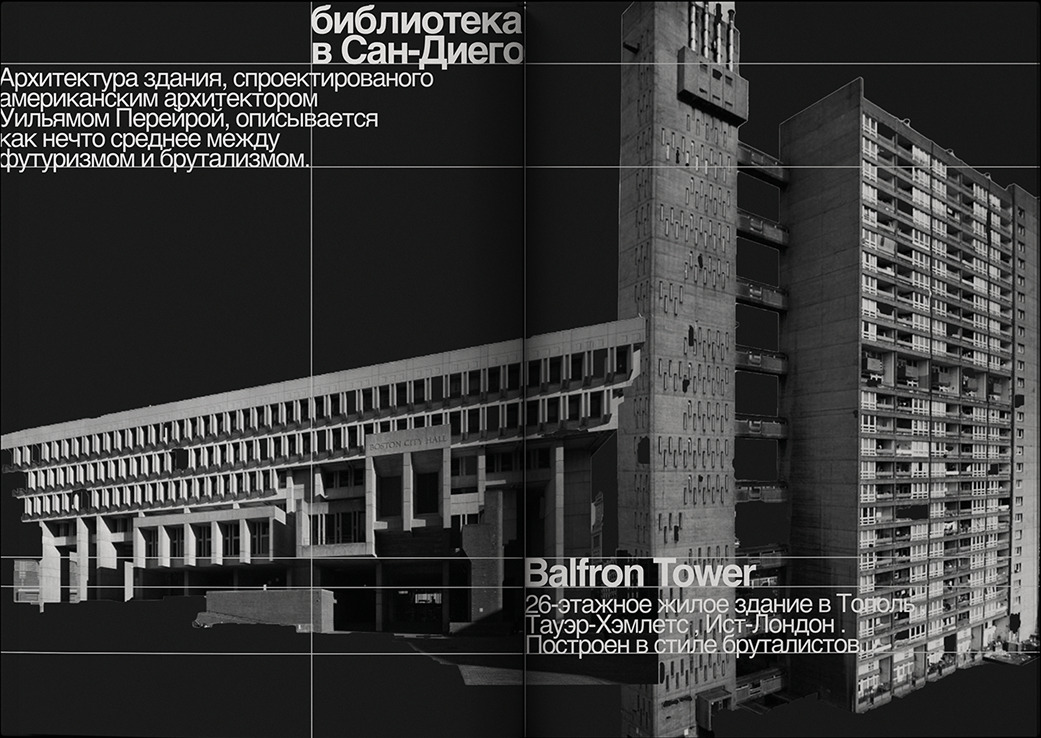 библиотека
в Сан-Диего
Архитектура здания, спроектированого
американским архитектором
Уильямом Перейрой, описывается
как нечто среднее между
футуризмом и брутализмом.
BOSTON CITY HALL
Balfron Tower
26-этажное жилое здание в Тополь,
Тауэр-Хэмлетс , Ист-Лондон .
Построен в стиле бруталистов.